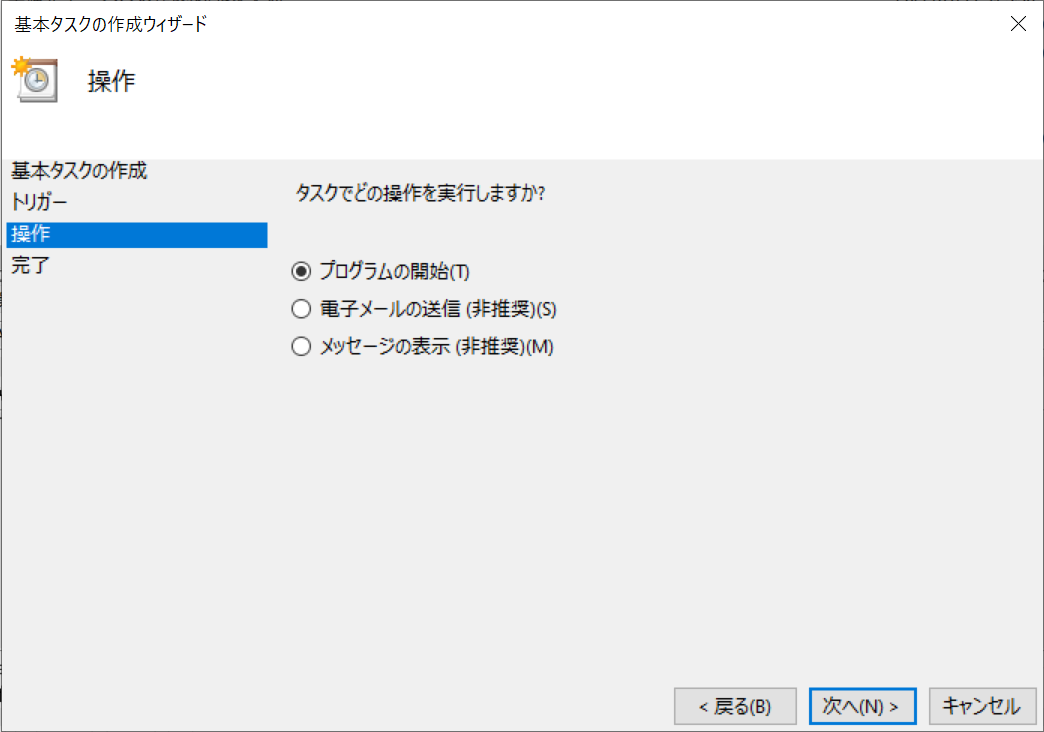 基本タスクの作成ウィザード
操作
基本タスクの作成
トリガー
操作
完了
タスクでどの操作を実行しますか?
プログラムの開始(T)
電子メールの送信 (非推奨)(S)
メッセージの表示 (非推奨)(M)
< 戻る(B)
次へ(N) >
キャンセル